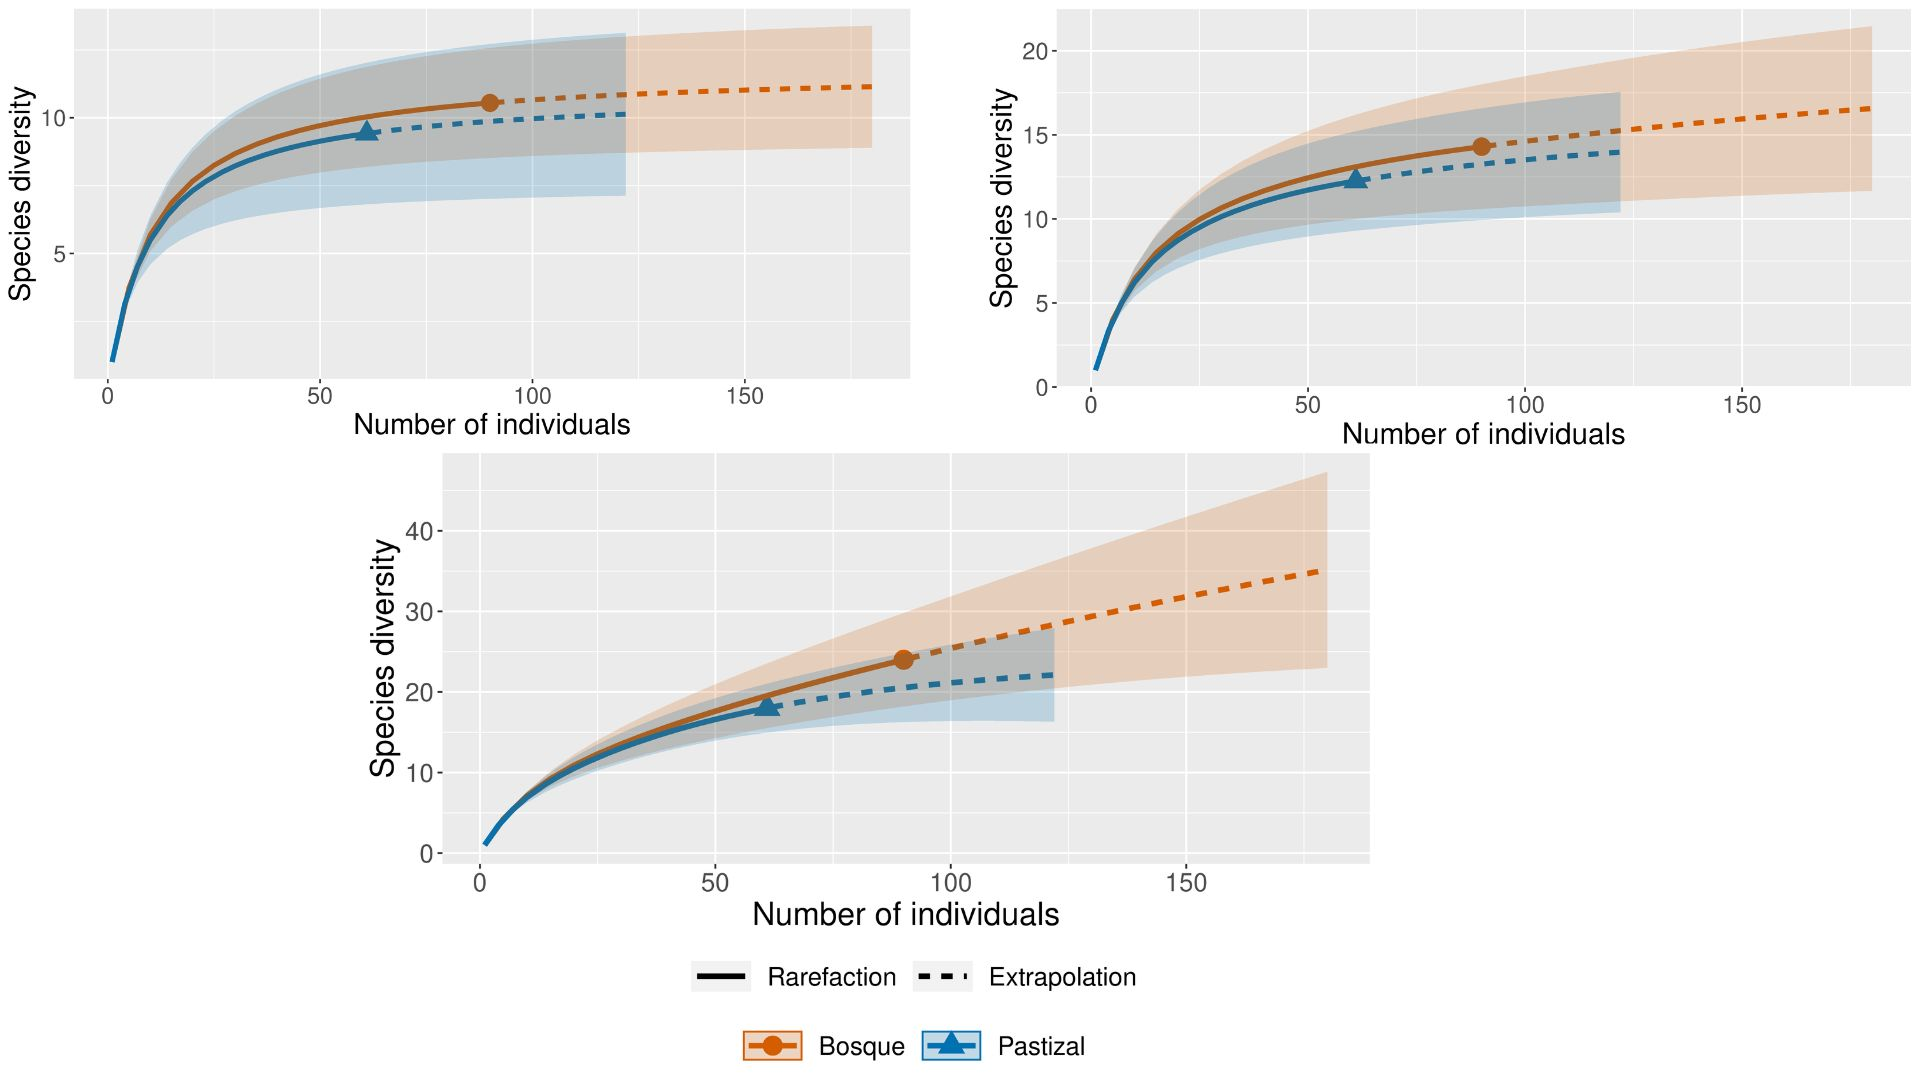 Species diversity
10
5
0 50 100 150
Number of individuals
Species diversity
20
15
10
5
0
0 50 100 150
Number of individuals
Species diversity
40
30
20
10
0
0 50 100 150
Number of individuals
Rarefaction Extrapolation
Bosque Pastizal